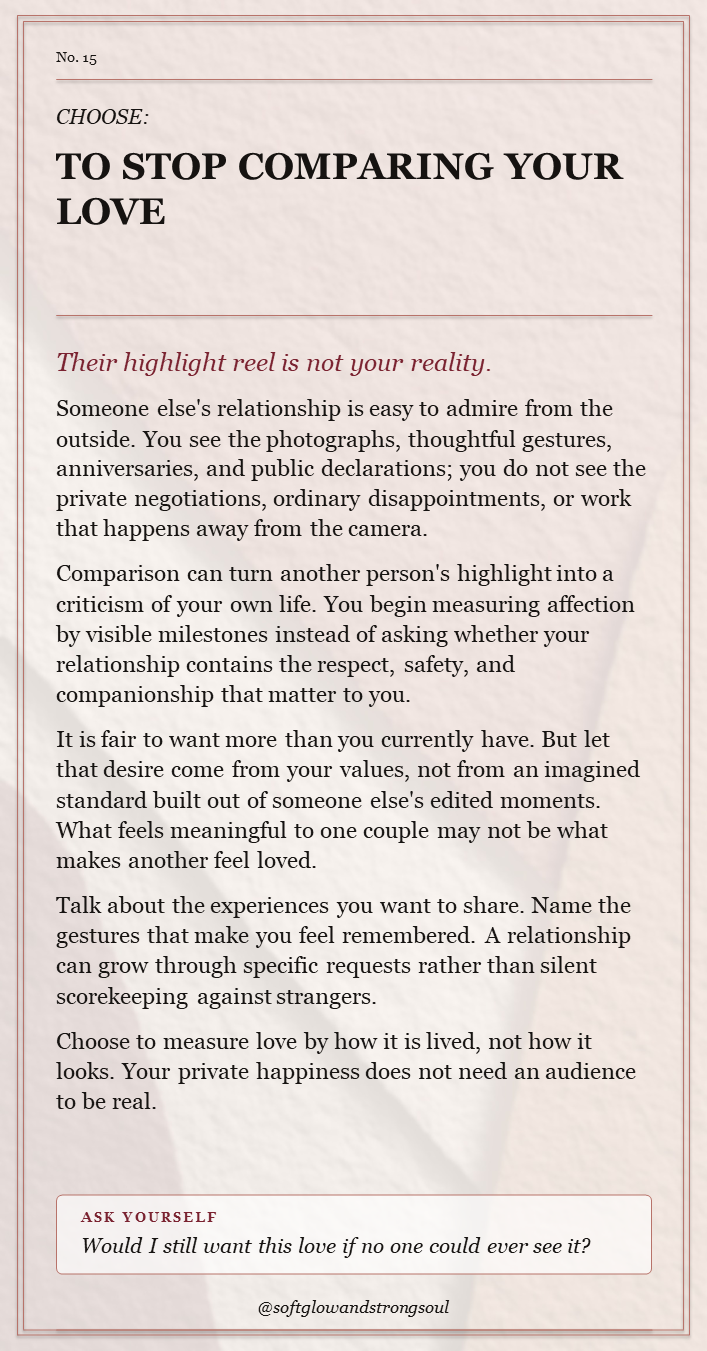 No. 15
CHOOSE:
TO STOP COMPARING YOUR
LOVE
Their highlight reel is not your reality.
Someone else's relationship is easy to admire from the
outside. You see the photographs, thoughtful gestures,
anniversaries, and public declarations; you do not see the
private negotiations, ordinary disappointments, or work
that happens away from the camera.
Comparison can turn another person's highlight into a
criticism of your own life. You begin measuring affection
by visible milestones instead of asking whether your
relationship contains the respect, safety, and
companionship that matter to you.
It is fair to want more than you currently have. But let
that desire come from your values, not from an imagined
standard built out of someone else's edited moments.
What feels meaningful to one couple may not be what
makes another feel loved.
Talk about the experiences you want to share. Name the
gestures that make you feel remembered. A relationship
can grow through specific requests rather than silent
scorekeeping against strangers.
Choose to measure love by how it is lived, not how it
looks. Your private happiness does not need an audience
to be real.
ASK YOURSELF
Would I still want this love if no one could ever see it?
@softglowandstrongsoul